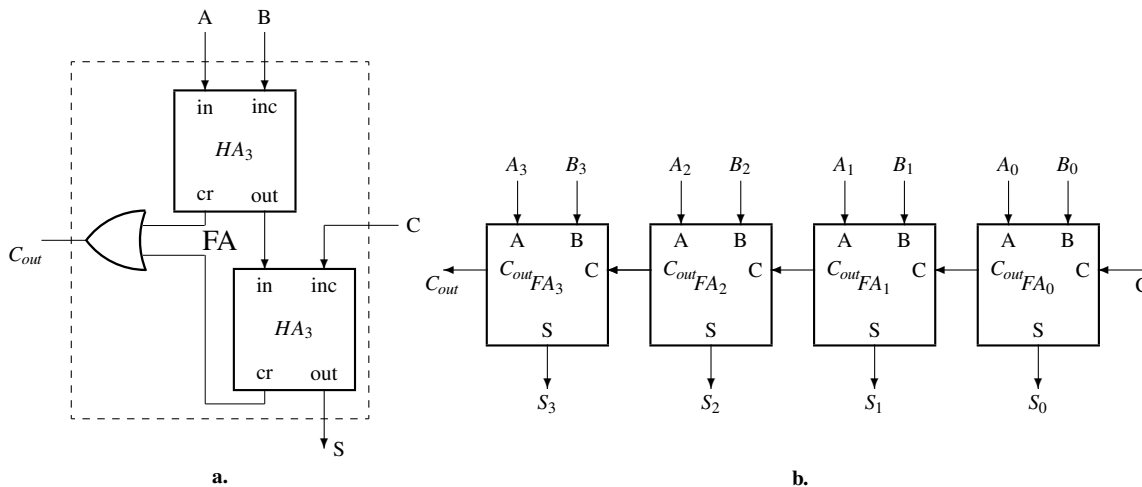 A B
in inc
HA3
cr out
Cout FA C
in inc
HA3
cr out
S
a.
A3 B3 A2 B2 A1 B1 A0 B0
A B A B A B A B
Cout Cout FA3 C Cout FA2 C Cout FA1 C Cout FA0 C C
S S S S
S3 S2 S1 S0
b.